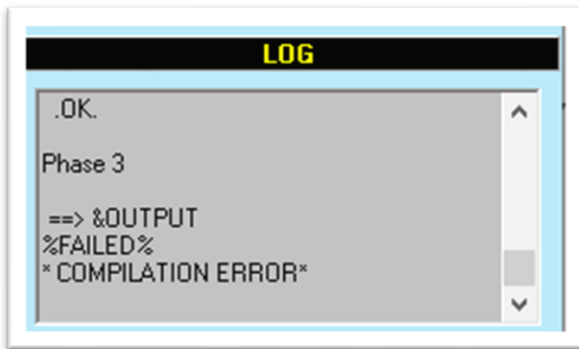 LOG
.OK.
Phase 3
==> &OUTPUT
%FAILED%
* COMPILATION ERROR*